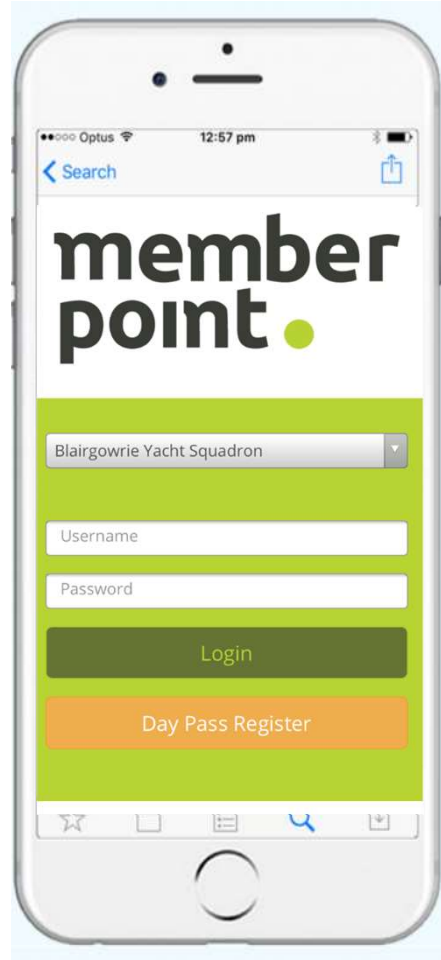 Optus 12:57 pm
Search
member
point.
Blairgowrie Yacht Squadron
Username
Password
Login
Day Pass Register